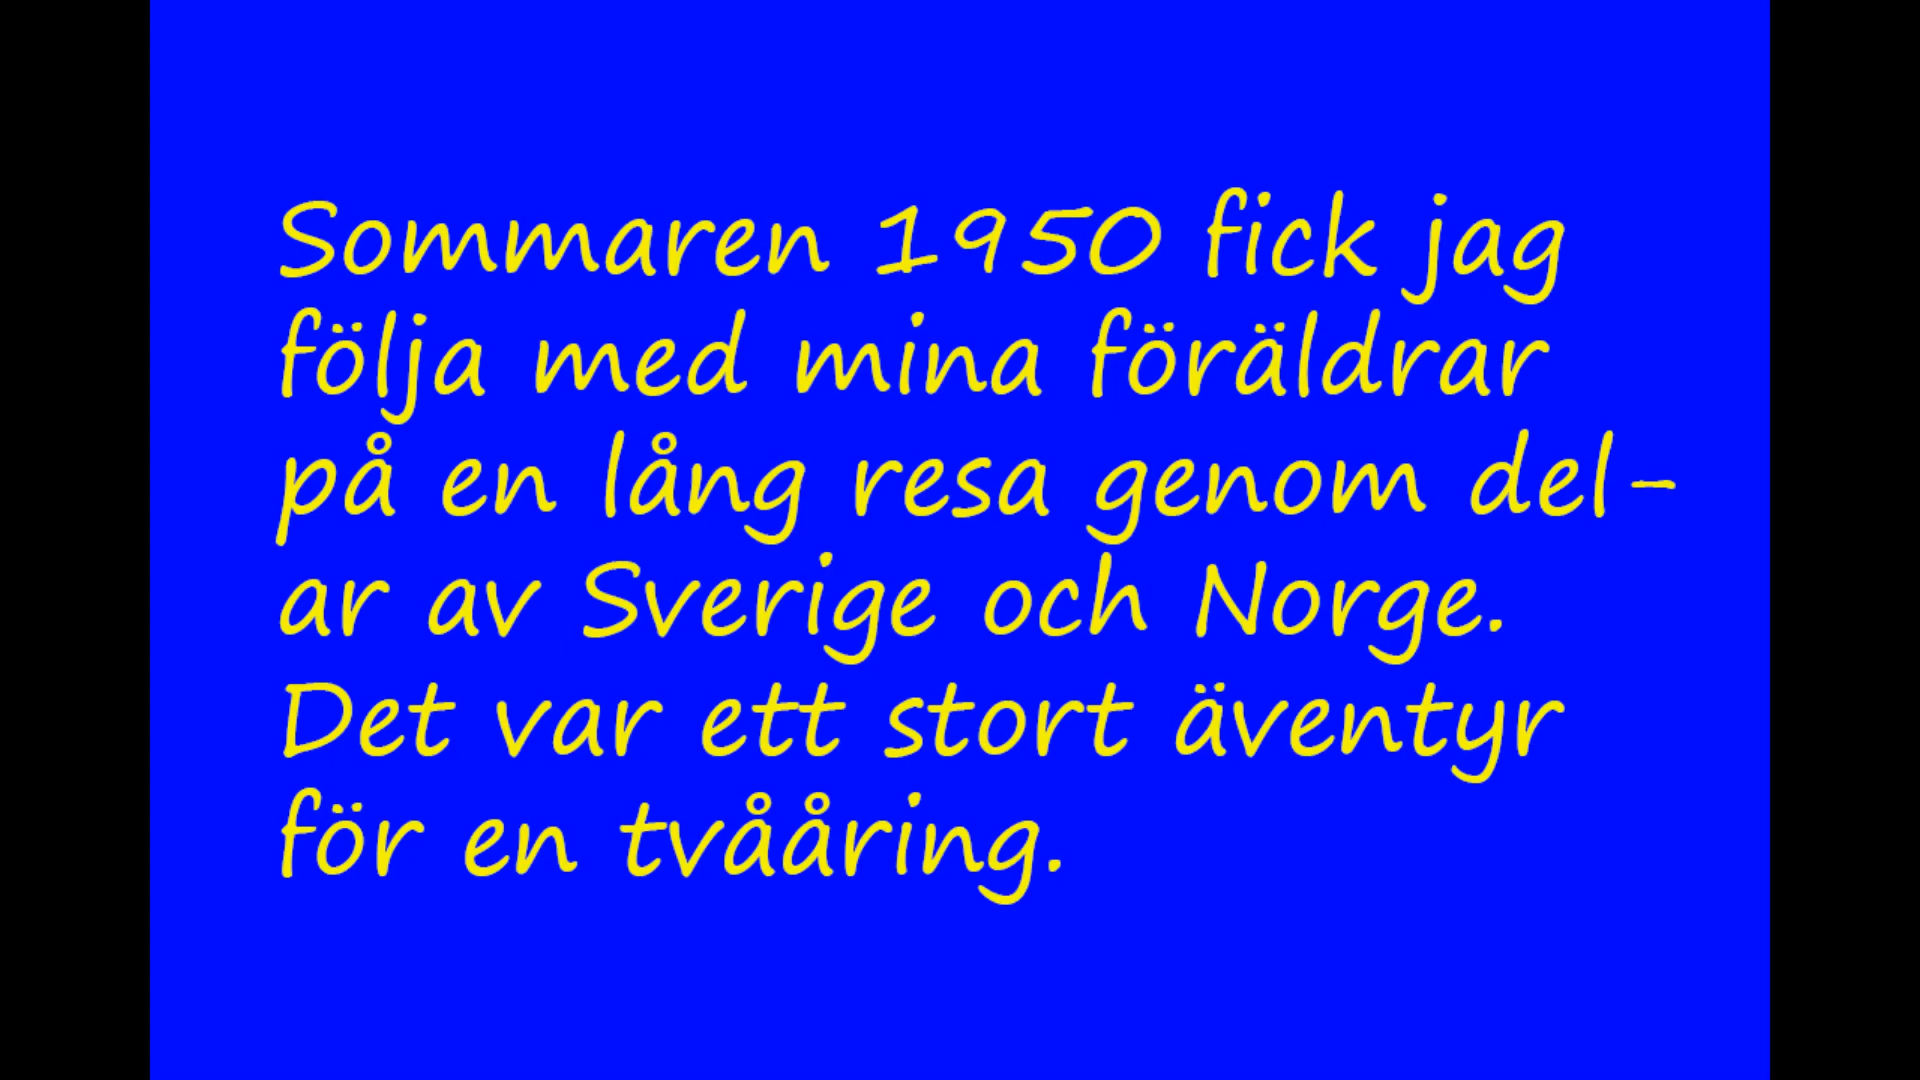 Sommaren 1950 fick jag
följa med mina föräldrar
på en lång resa genom del-
ar av Sverige och Norge.
Det var ett stort äventyr
för en tvååring.